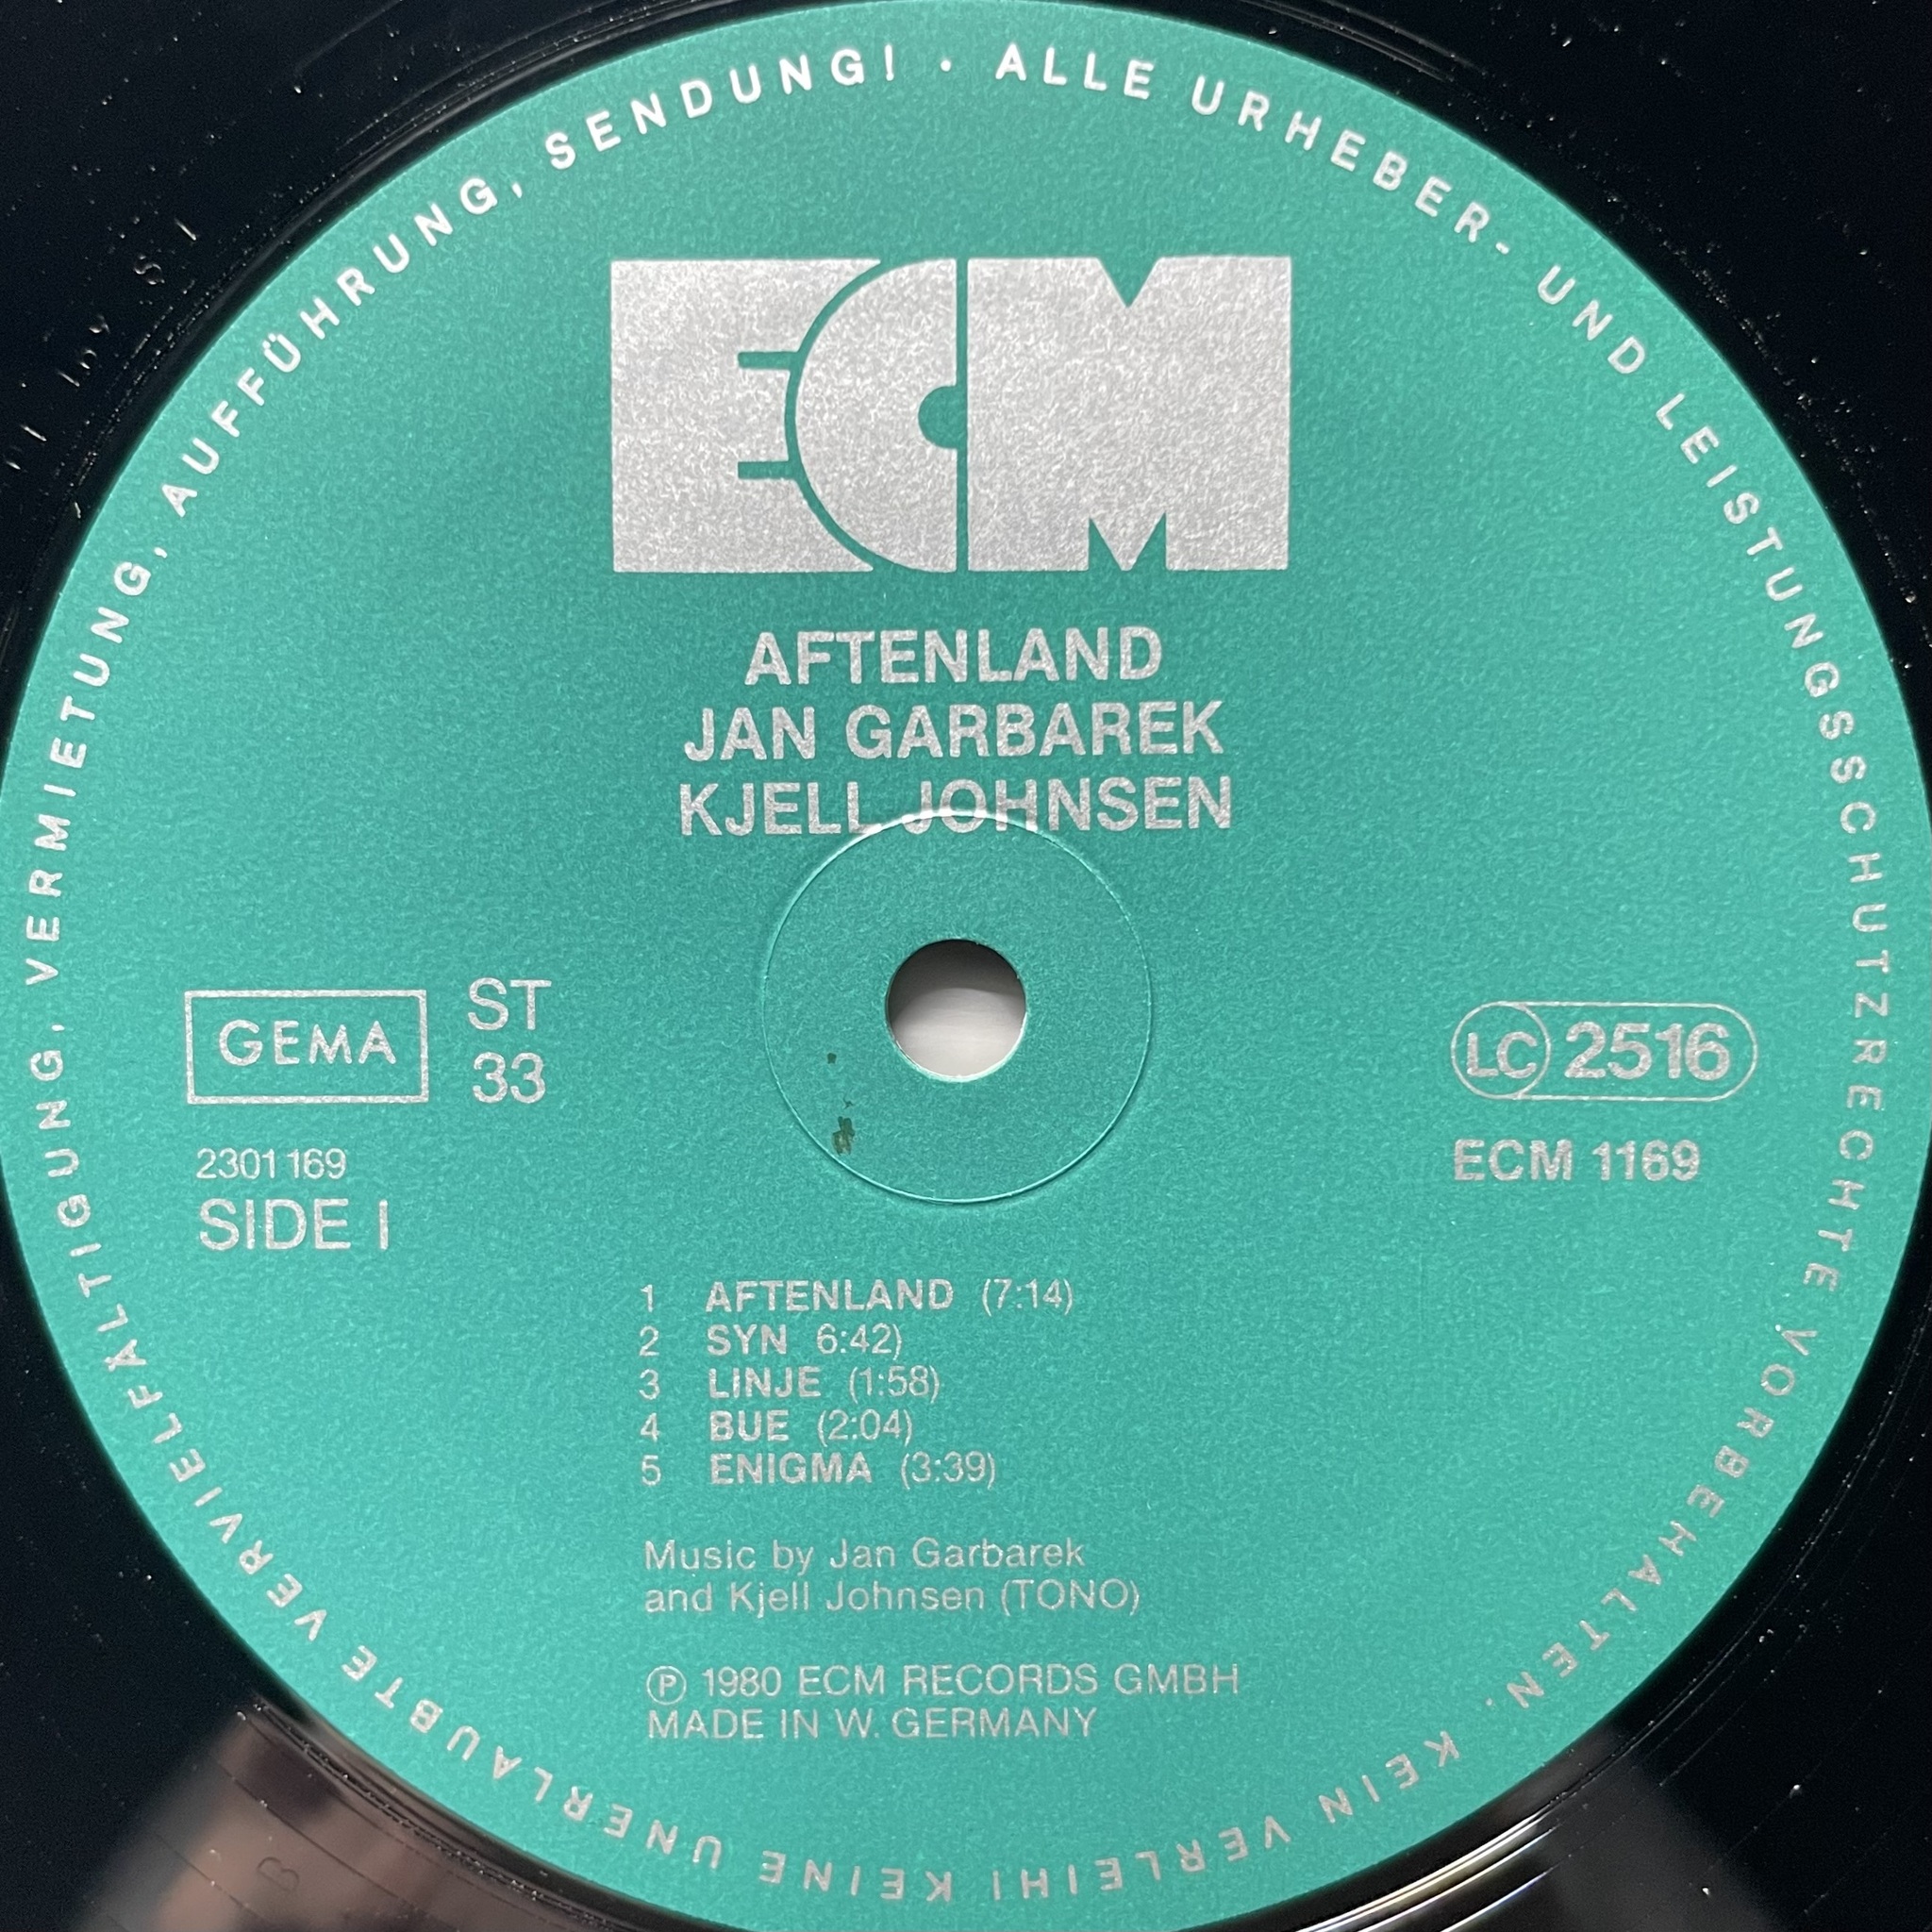 ALLE URHEBER- UND LEISTUNGSSCHUTZRECHTE VORBEHALTEN. KEIN VERLEIH! KEINE UNERLAUBTE VERVIELFÄLTIGUNG, VERMIETUNG, AUFFÜHRUNG, SENDUNG! ·
ECM
AFTENLAND
JAN GARBAREK
KJELL JOHNSEN
GEMA
ST
33
LC 2516
2301 169
SIDE I
ECM 1169
1 AFTENLAND (7:14)
2 SYN 6:42)
3 LINJE (1:58)
4 BUE (2:04)
5 ENIGMA (3:39)
Music by Jan Garbarek
and Kjell Johnsen (TONO)
Ⓟ 1980 ECM RECORDS GMBH
MADE IN W. GERMANY